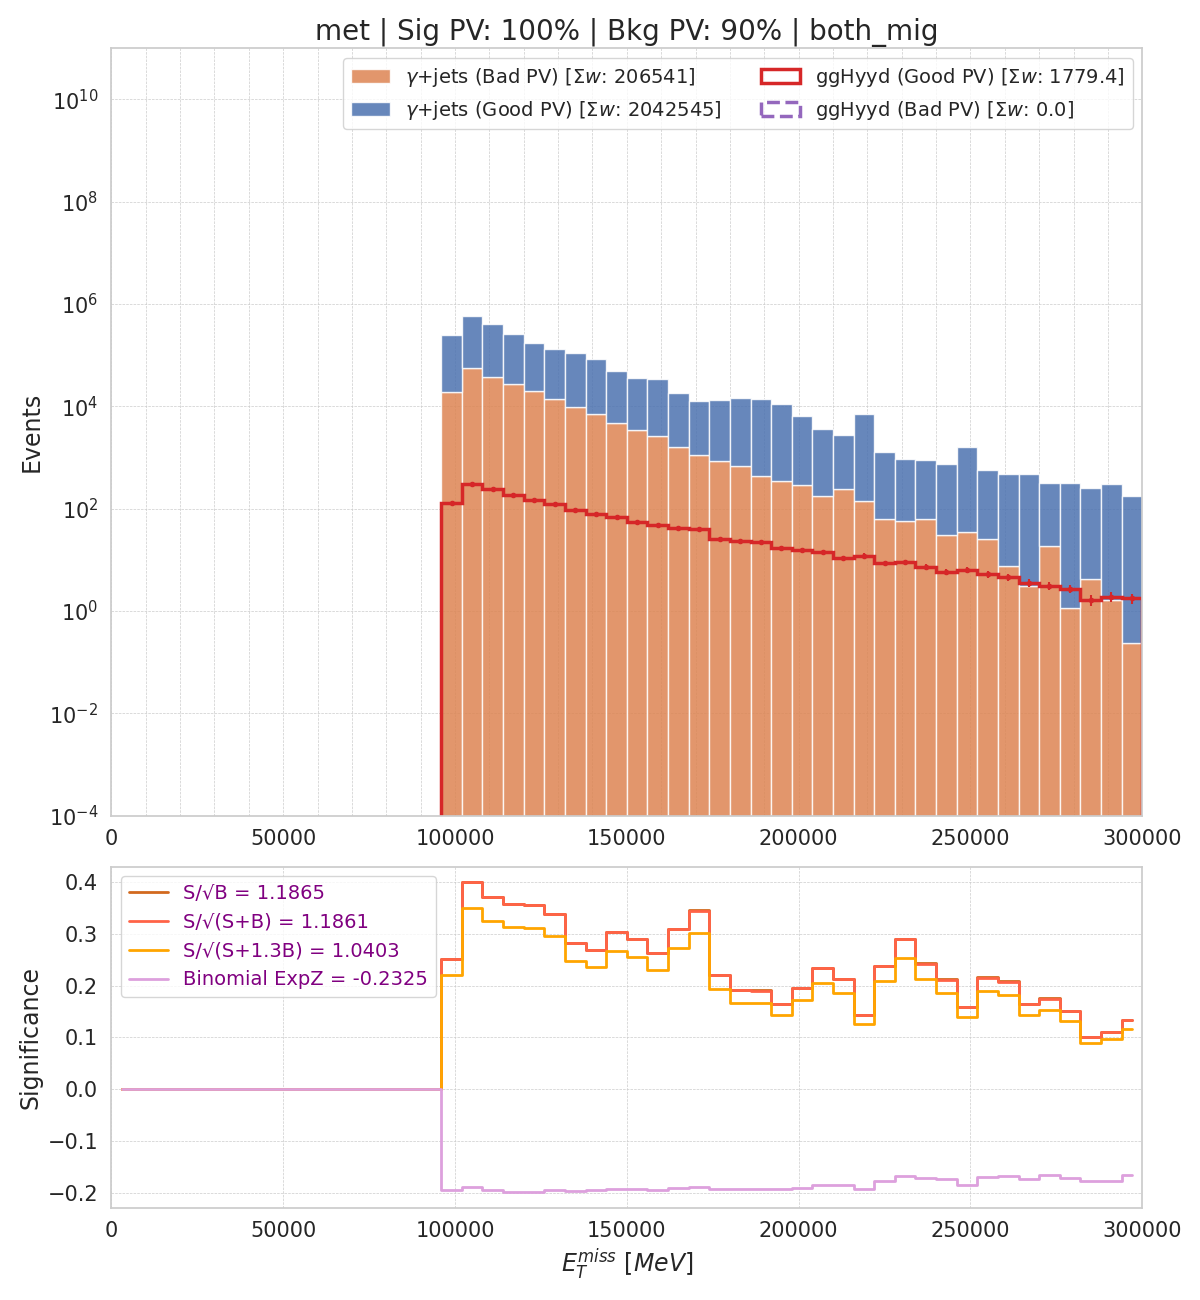 met | Sig PV: 100% | Bkg PV: 90% | both_mig
γ+jets (Bad PV) [Σw: 206541]
γ+jets (Good PV) [Σw: 2042545]
ggHyyd (Good PV) [Σw: 1779.4]
ggHyyd (Bad PV) [Σw: 0.0]
Events
10^10
10^8
10^6
10^4
10^2
10^0
10^−2
10^−4
0 50000 100000 150000 200000 250000 300000
S/√B = 1.1865
S/√(S+B) = 1.1861
S/√(S+1.3B) = 1.0403
Binomial ExpZ = -0.2325
Significance
0.4
0.3
0.2
0.1
0.0
−0.1
−0.2
0 50000 100000 150000 200000 250000 300000
E_T^miss [MeV]